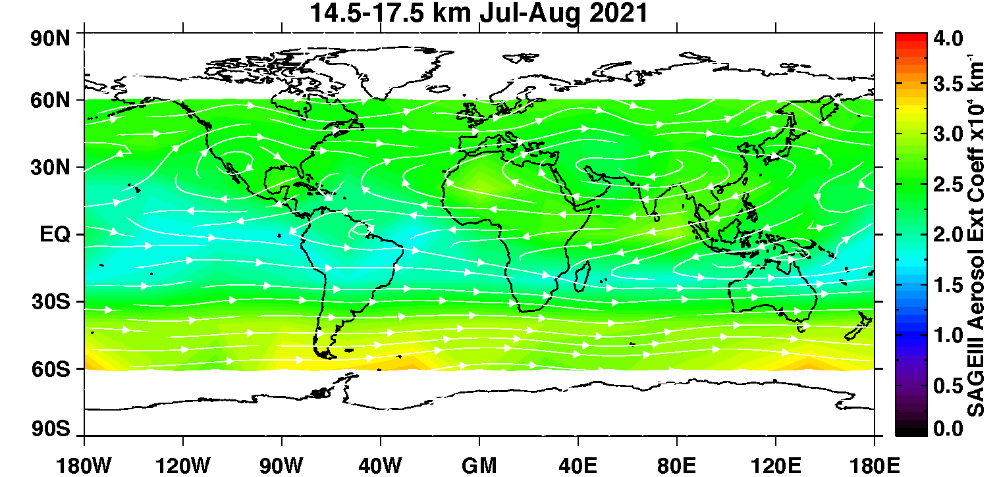 14.5-17.5 km Jul-Aug 2021
90N
60N
30N
EQ
30S
60S
90S
180W 120W 90W 40W GM 40E 80E 120E 180E
4.0
3.5
3.0
2.5
2.0
1.5
1.0
0.5
0.0
SAGEIII Aerosol Ext Coeff x10⁴ km⁻¹